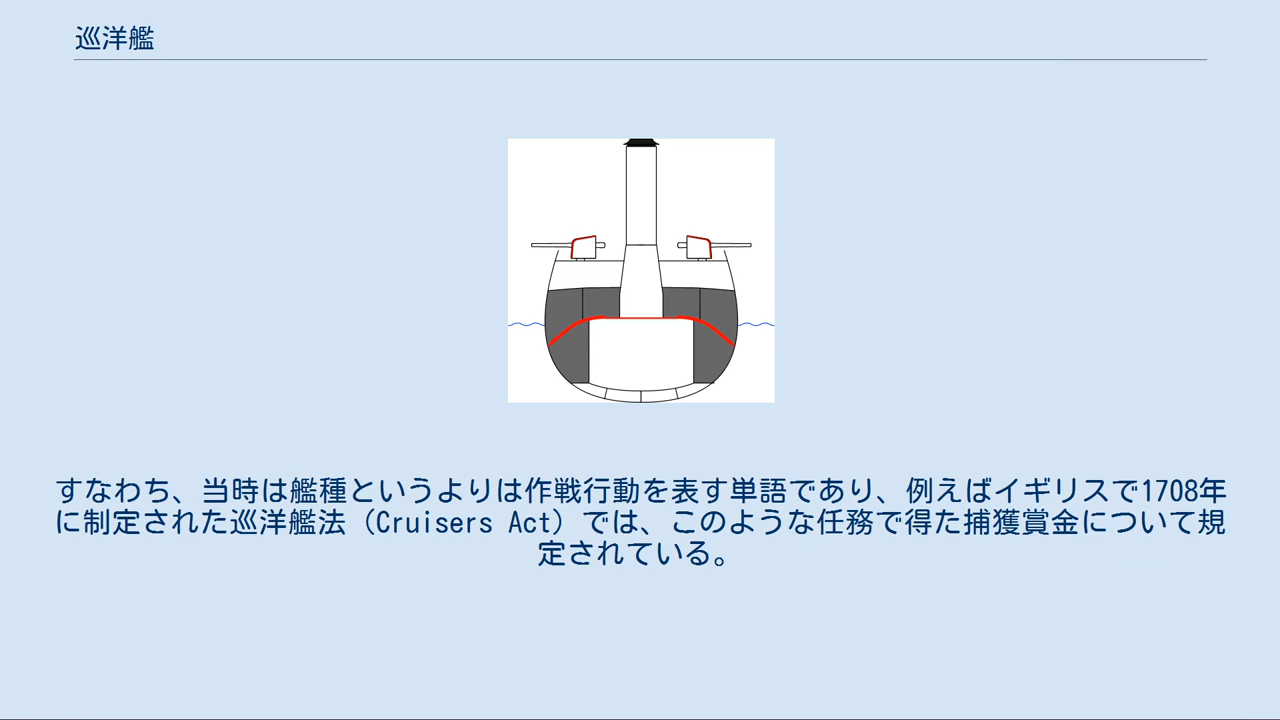 巡洋艦
すなわち、当時は艦種というよりは作戦行動を表す単語であり、例えばイギリスで1708年
に制定された巡洋艦法（Cruisers Act）では、このような任務で得た捕獲賞金について規
定されている。